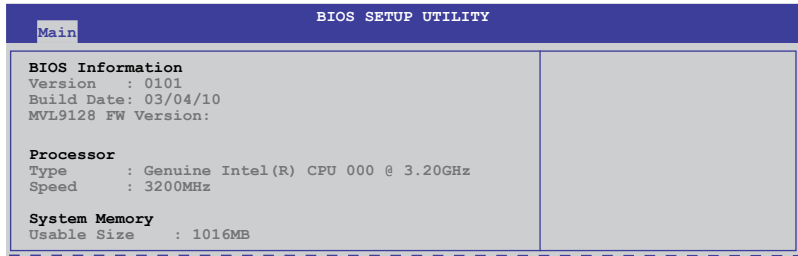 BIOS SETUP UTILITY
Main
BIOS Information
Version : 0101
Build Date: 03/04/10
MVL9128 FW Version:
Processor
Type : Genuine Intel(R) CPU 000 @ 3.20GHz
Speed : 3200MHz
System Memory
Usable Size : 1016MB